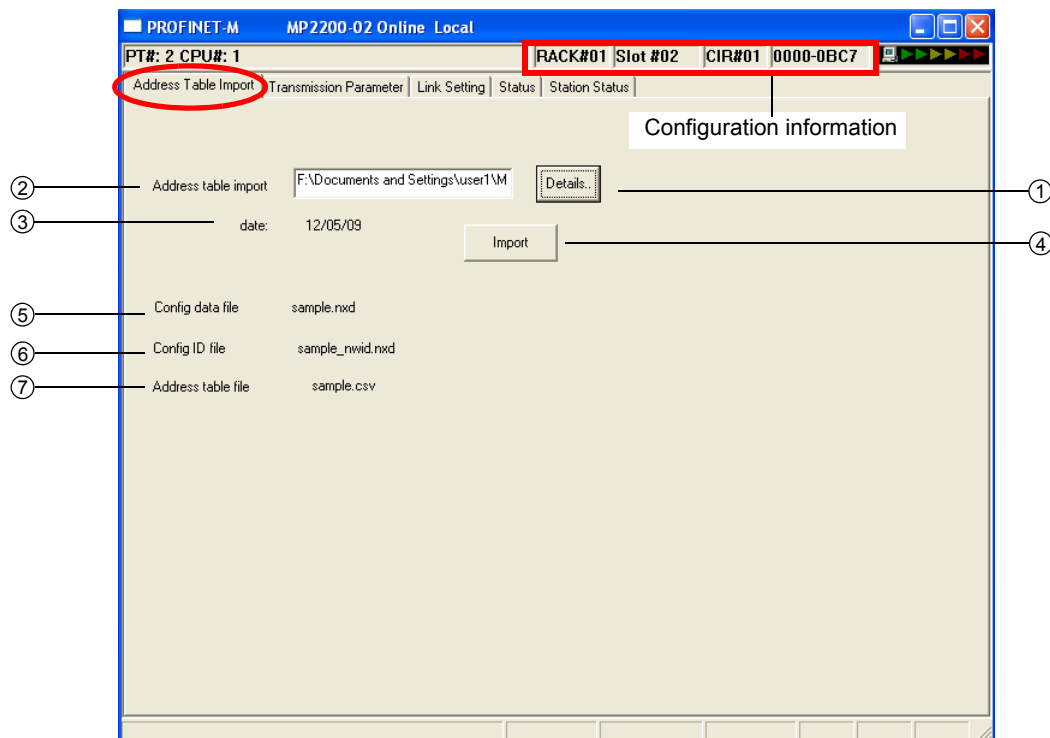 PROFINET-M MP2200-02 Online Local
PT#: 2 CPU#: 1 RACK#01 Slot #02 CIR#01 0000-0BC7
Address Table Import Transmission Parameter Link Setting Status Station Status
Configuration information
② Address table import F:\Documents and Settings\user1\M Details.. ①
③ date: 12/05/09
Import ④
⑤ Config data file sample.nxd
⑥ Config ID file sample_nwid.nxd
⑦ Address table file sample.csv